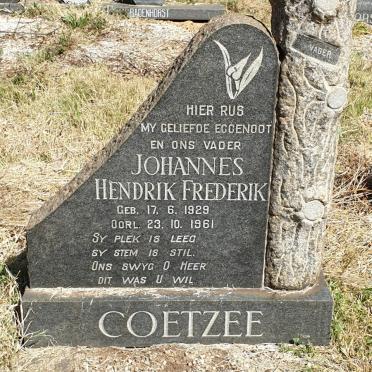 BADENHORST
VADER
HIER RUS
MY GELIEFDE EGGENOOT
EN ONS VADER
JOHANNES
HENDRIK FREDERIK
GEB. 17. 6. 1929
OORL. 23. 10. 1961
SY PLEK IS LEEG
SY STEM IS STIL.
ONS SWYG O HEER
DIT WAS U WIL
COETZEE